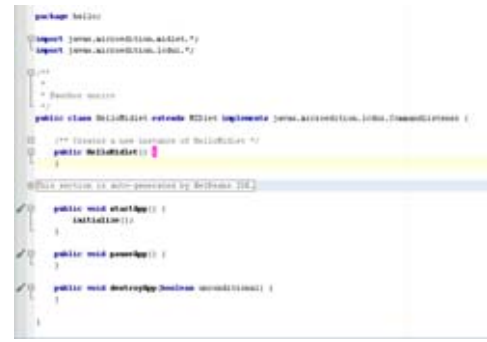 package hello;
import javax.microedition.midlet.*;
import javax.microedition.lcdui.*;
/**
*
*
*/
public class HelloMidlet extends MIDlet implements javax.microedition.lcdui.CommandListener {
/** Creates a new instance of HelloMidlet */
public HelloMidlet() {
}
This section is auto-generated by NetBeans IDE.
public void startApp() {
initialize();
}
public void pauseApp() {
}
public void destroyApp(boolean unconditional) {
}
}